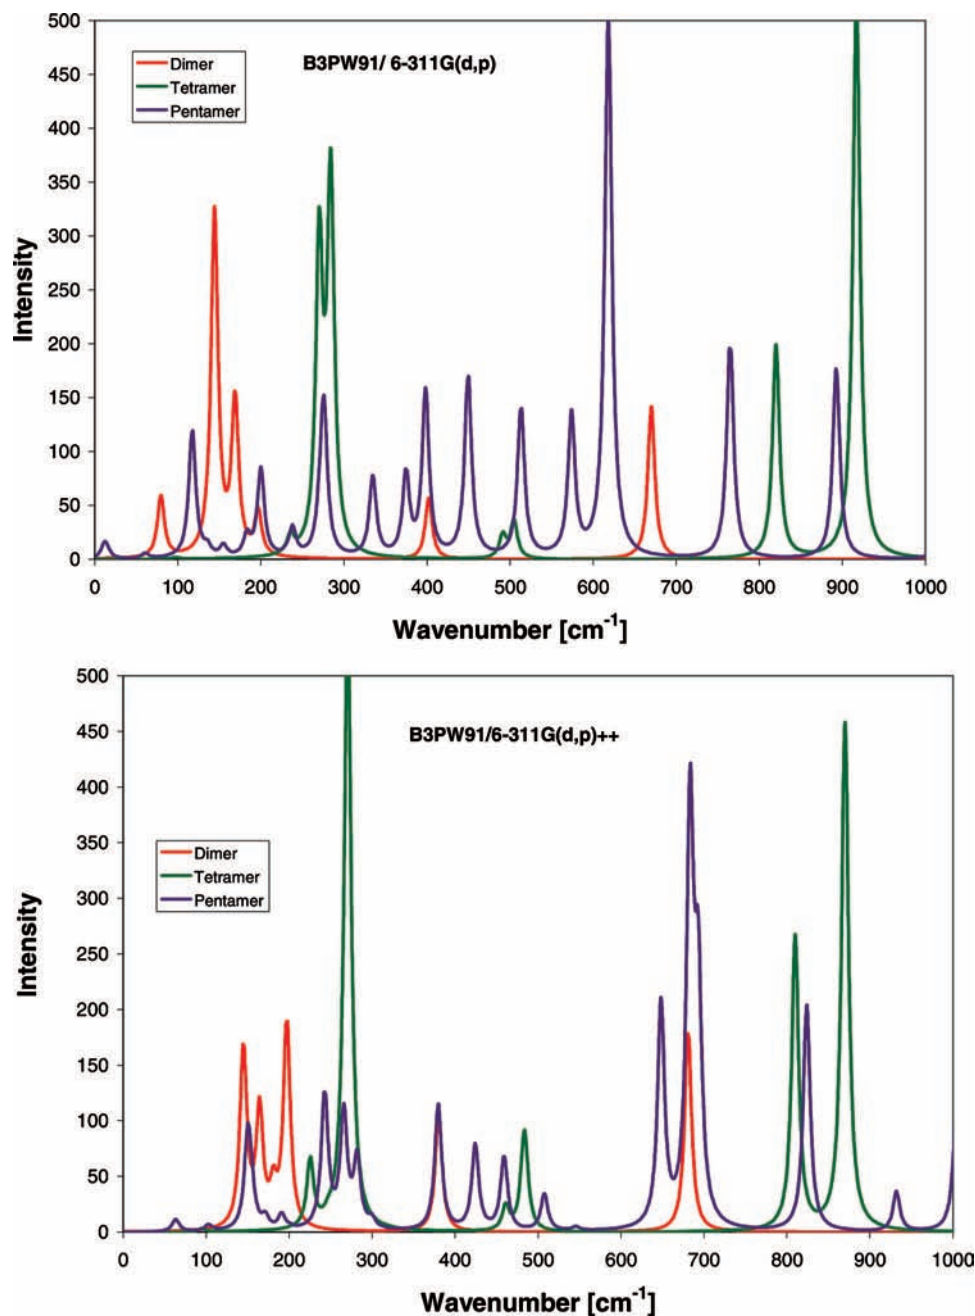 500
450
400
350
300
250
200
150
100
50
0
Intensity
Dimer
Tetramer
Pentamer
B3PW91/ 6-311G(d,p)
0 100 200 300 400 500 600 700 800 900 1000
Wavenumber [cm-1]
500
450
400
350
300
250
200
150
100
50
0
Intensity
B3PW91/6-311G(d,p)++
Dimer
Tetramer
Pentamer
0 100 200 300 400 500 600 700 800 900 1000
Wavenumber [cm-1]